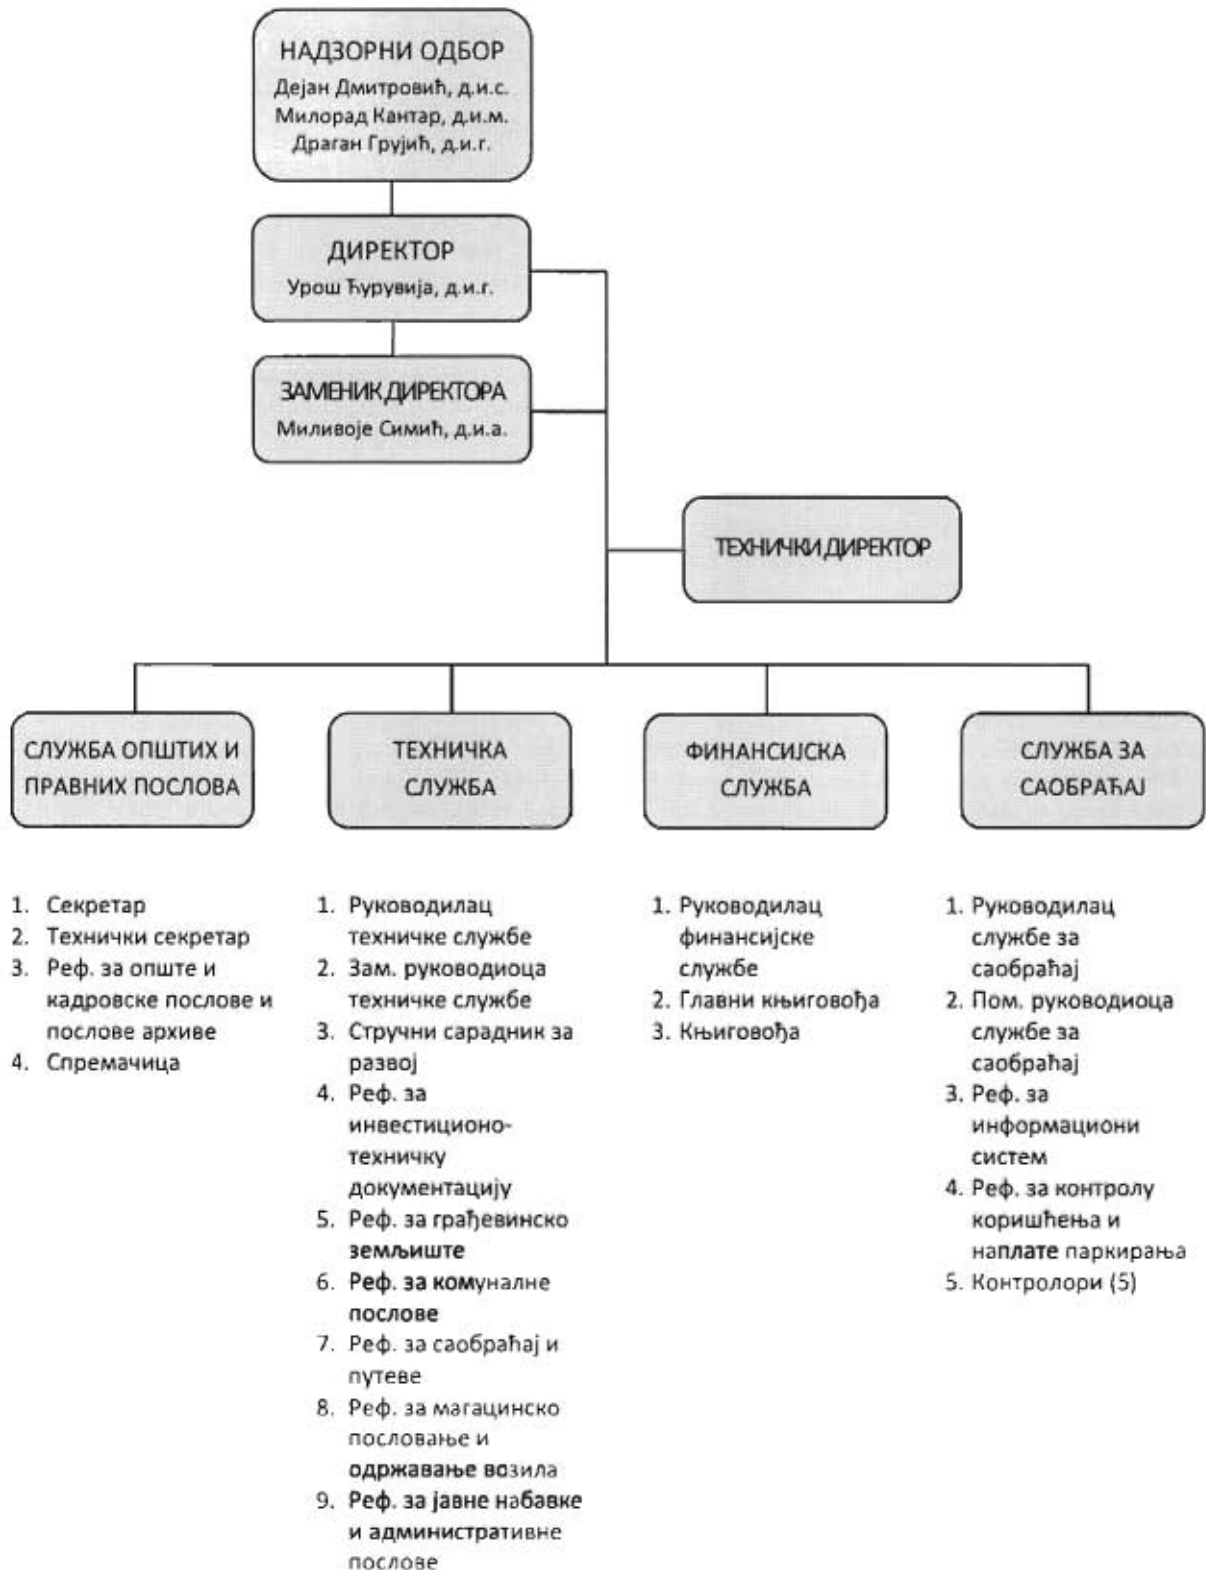 НАДЗОРНИ ОДБОР
Дејан Дмитровић, д.и.с.
Милорад Кантар, д.и.м.
Драган Грујић, д.и.г.
ДИРЕКТОР
Урош Ћурувија, д.и.г.
ЗАМЕНИК ДИРЕКТОРА
Миливоје Симић, д.и.а.
ТЕХНИЧКИ ДИРЕКТОР
СЛУЖБА ОПШТИХ И
ПРАВНИХ ПОСЛОВА
ТЕХНИЧКА
СЛУЖБА
ФИНАНСИЈСКА
СЛУЖБА
СЛУЖБА ЗА
САОБРАЋАЈ
1. Секретар
2. Технички секретар
3. Реф. за опште и
кадровске послове и
послове архиве
4. Спремачица
1. Руководилац
техничке службе
2. Зам. руководиоца
техничке службе
3. Стручни сарадник за
развој
4. Реф. за
инвестиционо-
техничку
документацију
5. Реф. за грађевинско
земљиште
6. Реф. за комуналне
послове
7. Реф. за саобраћај и
путеве
8. Реф. за магацинско
пословање и
одржавање возила
9. Реф. за јавне набавке
и административне
послове
1. Руководилац
финансијске
службе
2. Главни књиговођа
3. Књиговођа
1. Руководилац
службе за
саобраћај
2. Пом. руководиоца
службе за
саобраћај
3. Реф. за
информациони
систем
4. Реф. за контролу
коришћења и
наплате паркирања
5. Контролори (5)